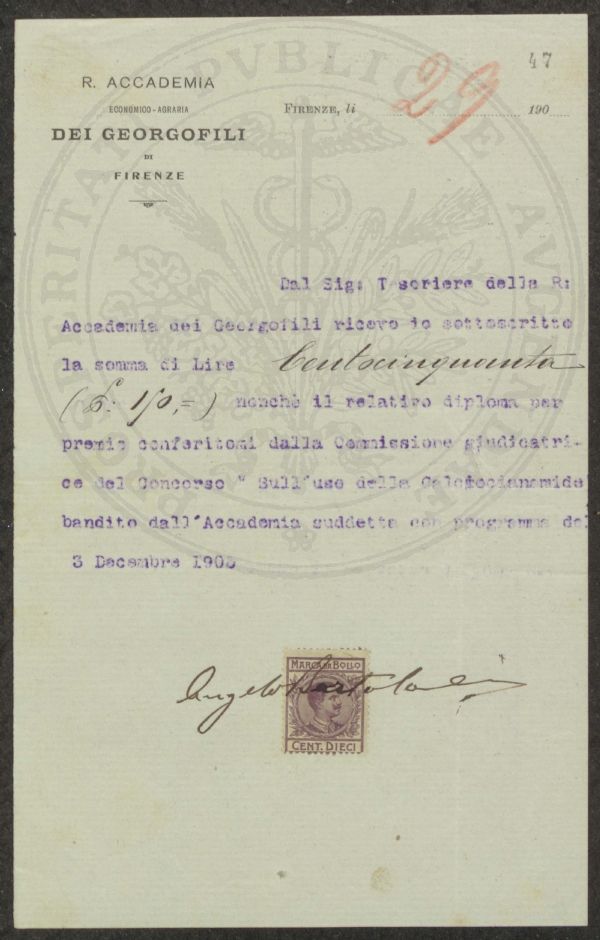 47
R. ACCADEMIA
ECONOMICO-AGRARIA
DEI GEORGOFILI
DI
FIRENZE
FIRENZE, lì 29 190
Dal Sig: Tesoriere della R:
Accademia dei Georgofili ricevo io sottoscritto
la somma di Lire Centocinquanta
(£: 150,=) nonchè il relativo diploma per
premio conferitomi dalla Commissione giudicatri-
ce del Concorso " Sull'uso della Calciocianamide
bandito dall'Accademia suddetta con programma del
3 Decembre 190
Angelo
MARCA DA BOLLO
CENT. DIECI